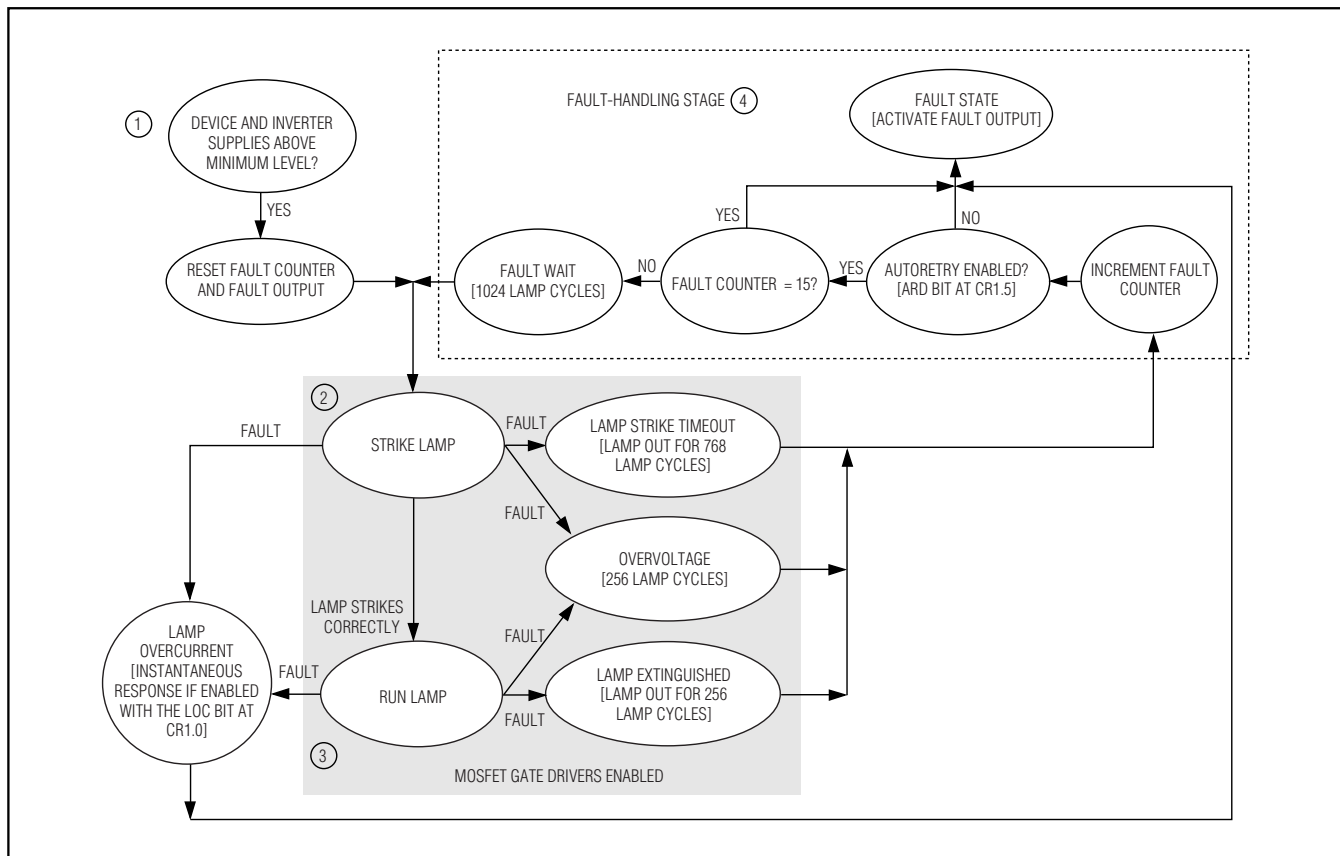 1
DEVICE AND INVERTER
SUPPLIES ABOVE
MINIMUM LEVEL?
YES
RESET FAULT COUNTER
AND FAULT OUTPUT
FAULT-HANDLING STAGE 4
FAULT STATE
[ACTIVATE FAULT OUTPUT]
YES
NO
FAULT WAIT
[1024 LAMP CYCLES]
NO
FAULT COUNTER = 15?
YES
AUTORETRY ENABLED?
[ARD BIT AT CR1.5]
INCREMENT FAULT
COUNTER
2
FAULT
STRIKE LAMP
FAULT
LAMP STRIKE TIMEOUT
[LAMP OUT FOR 768
LAMP CYCLES]
FAULT
OVERVOLTAGE
[256 LAMP CYCLES]
LAMP STRIKES
CORRECTLY
FAULT
LAMP
OVERCURRENT
[INSTANTANEOUS
RESPONSE IF ENABLED
WITH THE LOC BIT AT
CR1.0]
FAULT
RUN LAMP
FAULT
LAMP EXTINGUISHED
[LAMP OUT FOR 256
LAMP CYCLES]
3
MOSFET GATE DRIVERS ENABLED